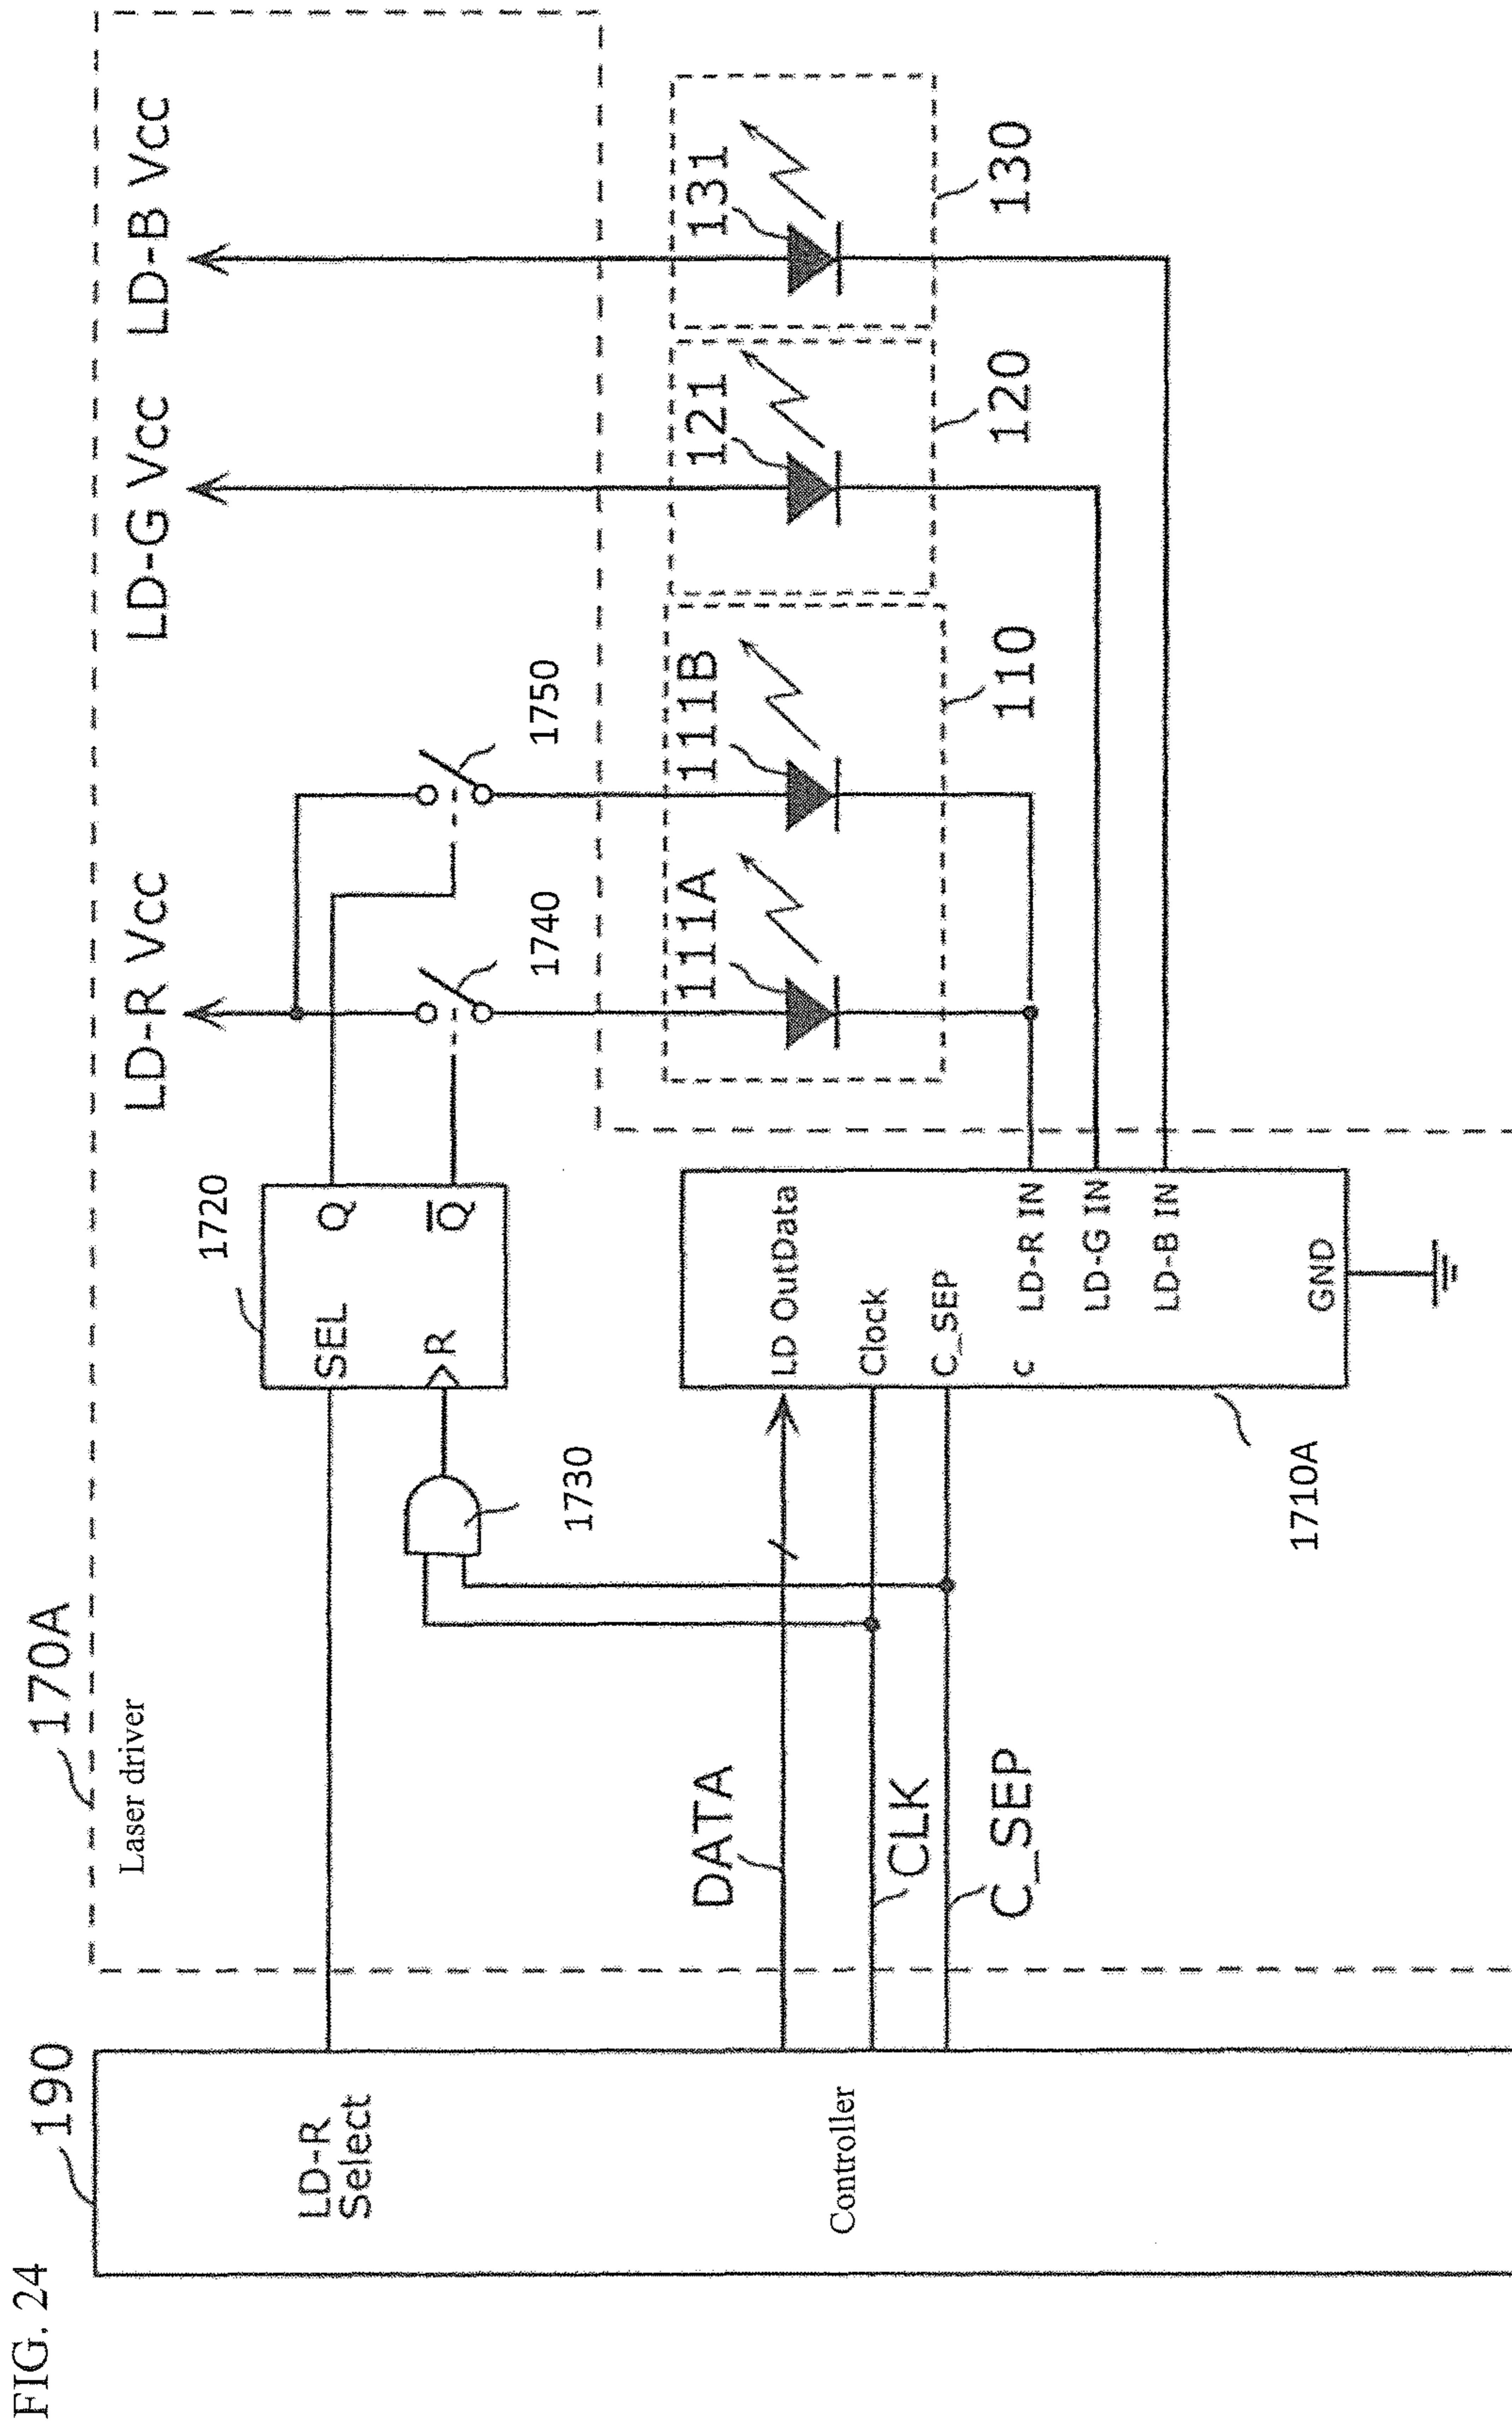 FIG. 24
190
LD-R
Select
Controller
170A
Laser driver
DATA
CLK
C_SEP
1730
1720
SEL
R
Q
Q̅
LD OutData
Clock
C_SEP
C
LD-R IN
LD-G IN
LD-B IN
GND
1710A
LD-R Vcc
LD-G Vcc
LD-B Vcc
1740
1750
111A
111B
110
121
120
131
130